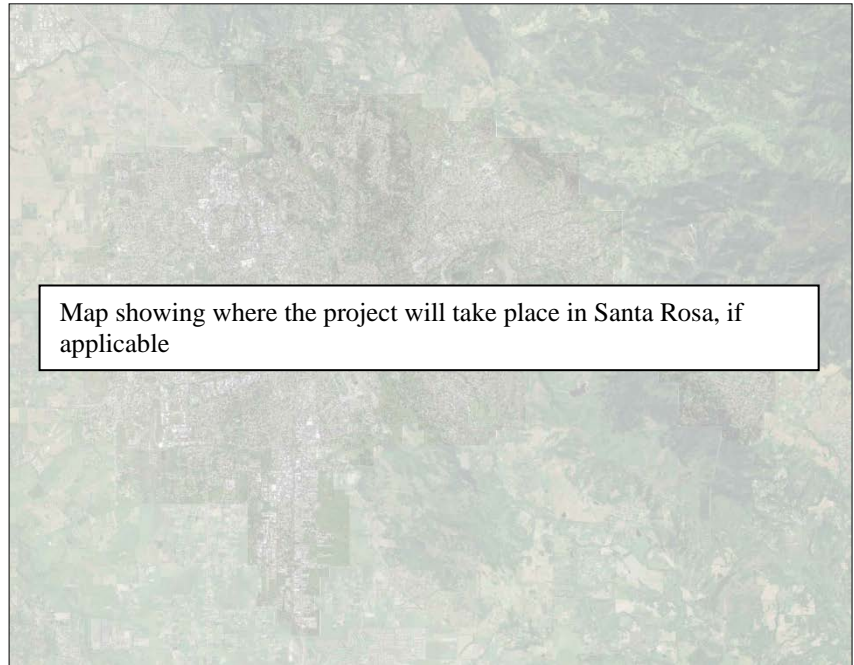 Map showing where the project will take place in Santa Rosa, if
applicable